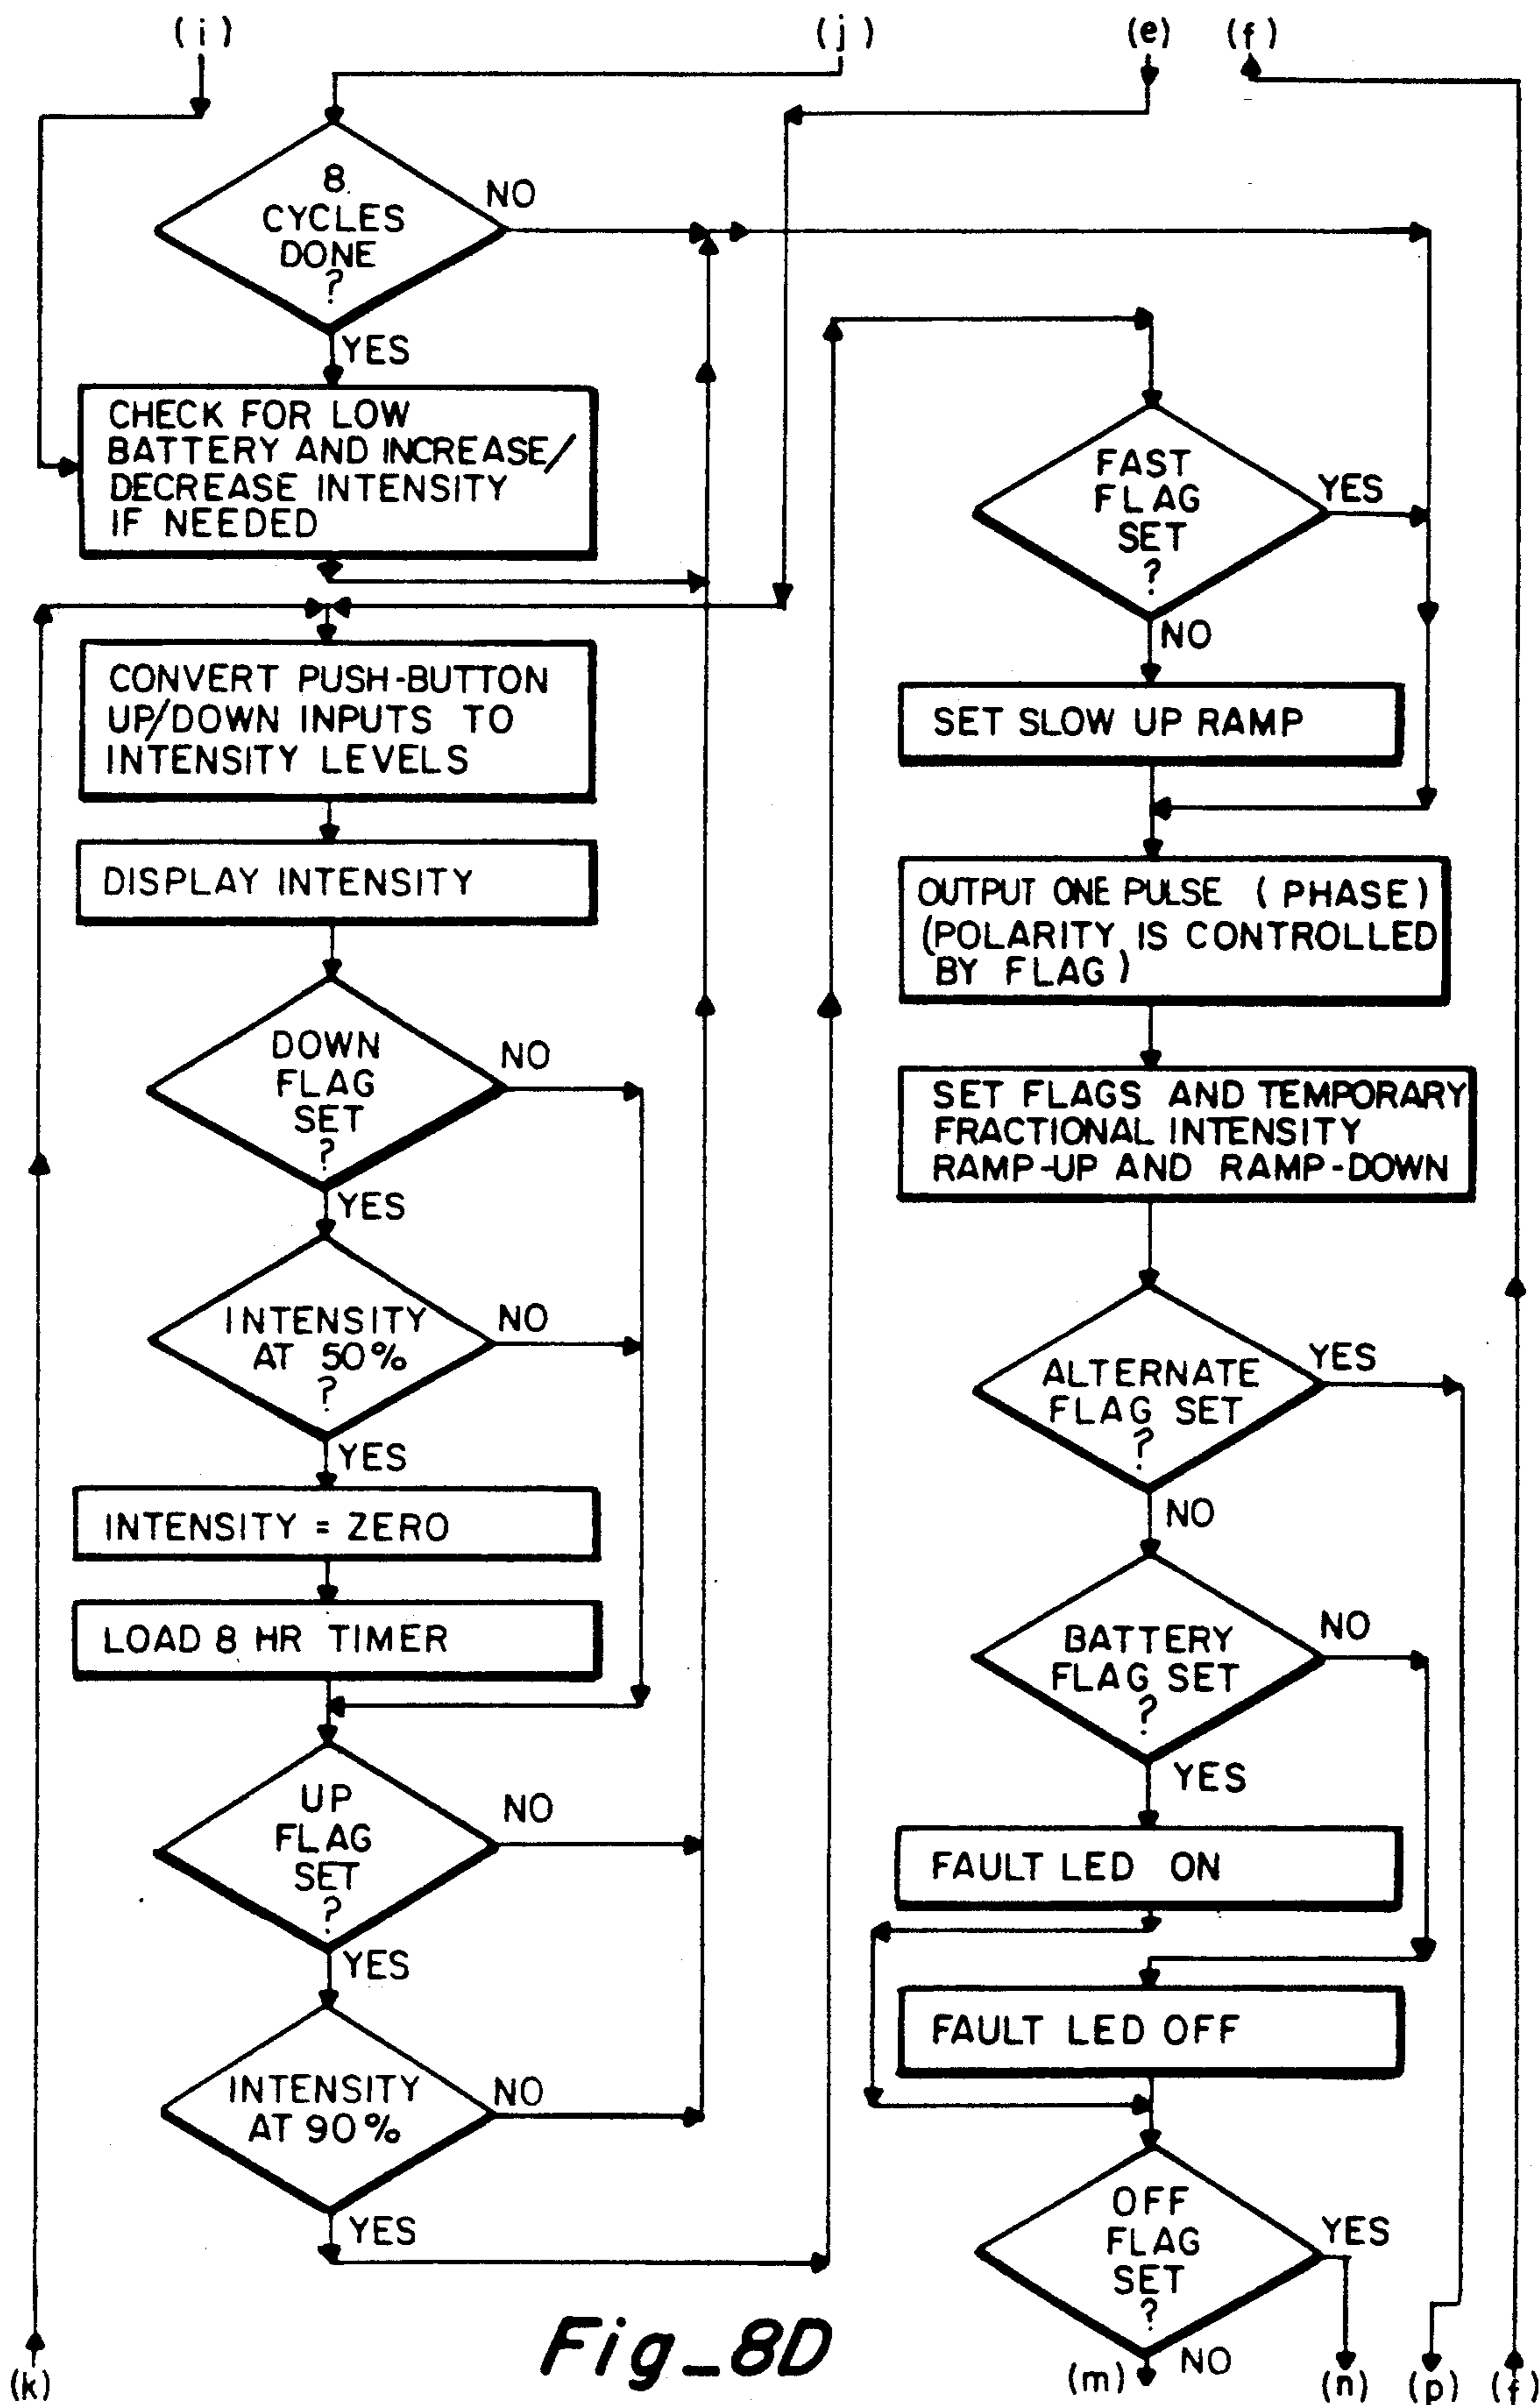 (i)
(j)
(e)
(f)
8
CYCLES
DONE
?
NO
YES
CHECK FOR LOW
BATTERY AND INCREASE/
DECREASE INTENSITY
IF NEEDED
CONVERT PUSH-BUTTON
UP/DOWN INPUTS TO
INTENSITY LEVELS
DISPLAY INTENSITY
DOWN
FLAG
SET
?
NO
YES
INTENSITY
AT 50%
?
NO
YES
INTENSITY = ZERO
LOAD 8 HR TIMER
UP
FLAG
SET
?
NO
YES
INTENSITY
AT 90%
NO
YES
FAST
FLAG
SET
?
YES
NO
SET SLOW UP RAMP
OUTPUT ONE PULSE (PHASE)
(POLARITY IS CONTROLLED
BY FLAG)
SET FLAGS AND TEMPORARY
FRACTIONAL INTENSITY
RAMP-UP AND RAMP-DOWN
ALTERNATE
FLAG SET
?
YES
NO
BATTERY
FLAG SET
?
NO
YES
FAULT LED ON
FAULT LED OFF
OFF
FLAG
SET
?
YES
NO
(k)
(m)
(n)
(p)
(f)
Fig_8D